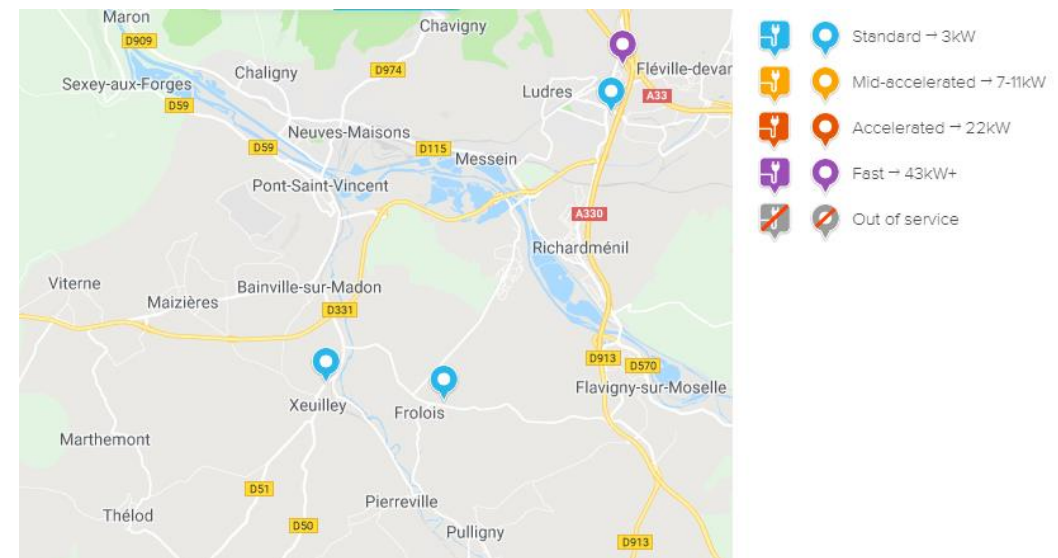 Maron
Chavigny
D909
Sexey-aux-Forges
Chaligny
D974
Fléville-devar
Ludres
A33
D59
Neuves-Maisons
D59
D115
Messein
Pont-Saint-Vincent
A330
Richardménil
Viterne
Bainville-sur-Madon
Maizières
D331
D913
D570
Flavigny-sur-Moselle
Xeuilley
Frolois
Marthemont
D51
Pierreville
Thélod
D50
Pulligny
D913
Standard → 3kW
Mid-accelerated → 7-11kW
Accelerated → 22kW
Fast → 43kW+
Out of service